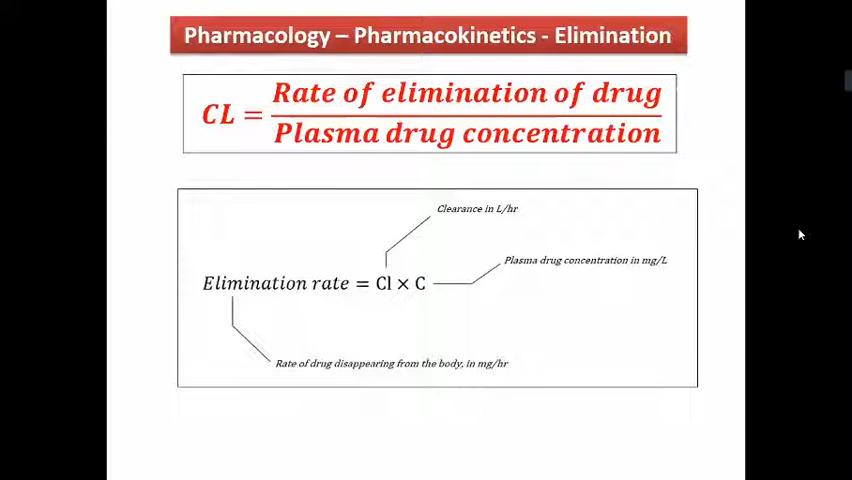 Pharmacology – Pharmacokinetics - Elimination
CL = Rate of elimination of drug
Plasma drug concentration
Clearance in L/hr
Plasma drug concentration in mg/L
Elimination rate = Cl × C
Rate of drug disappearing from the body, in mg/hr